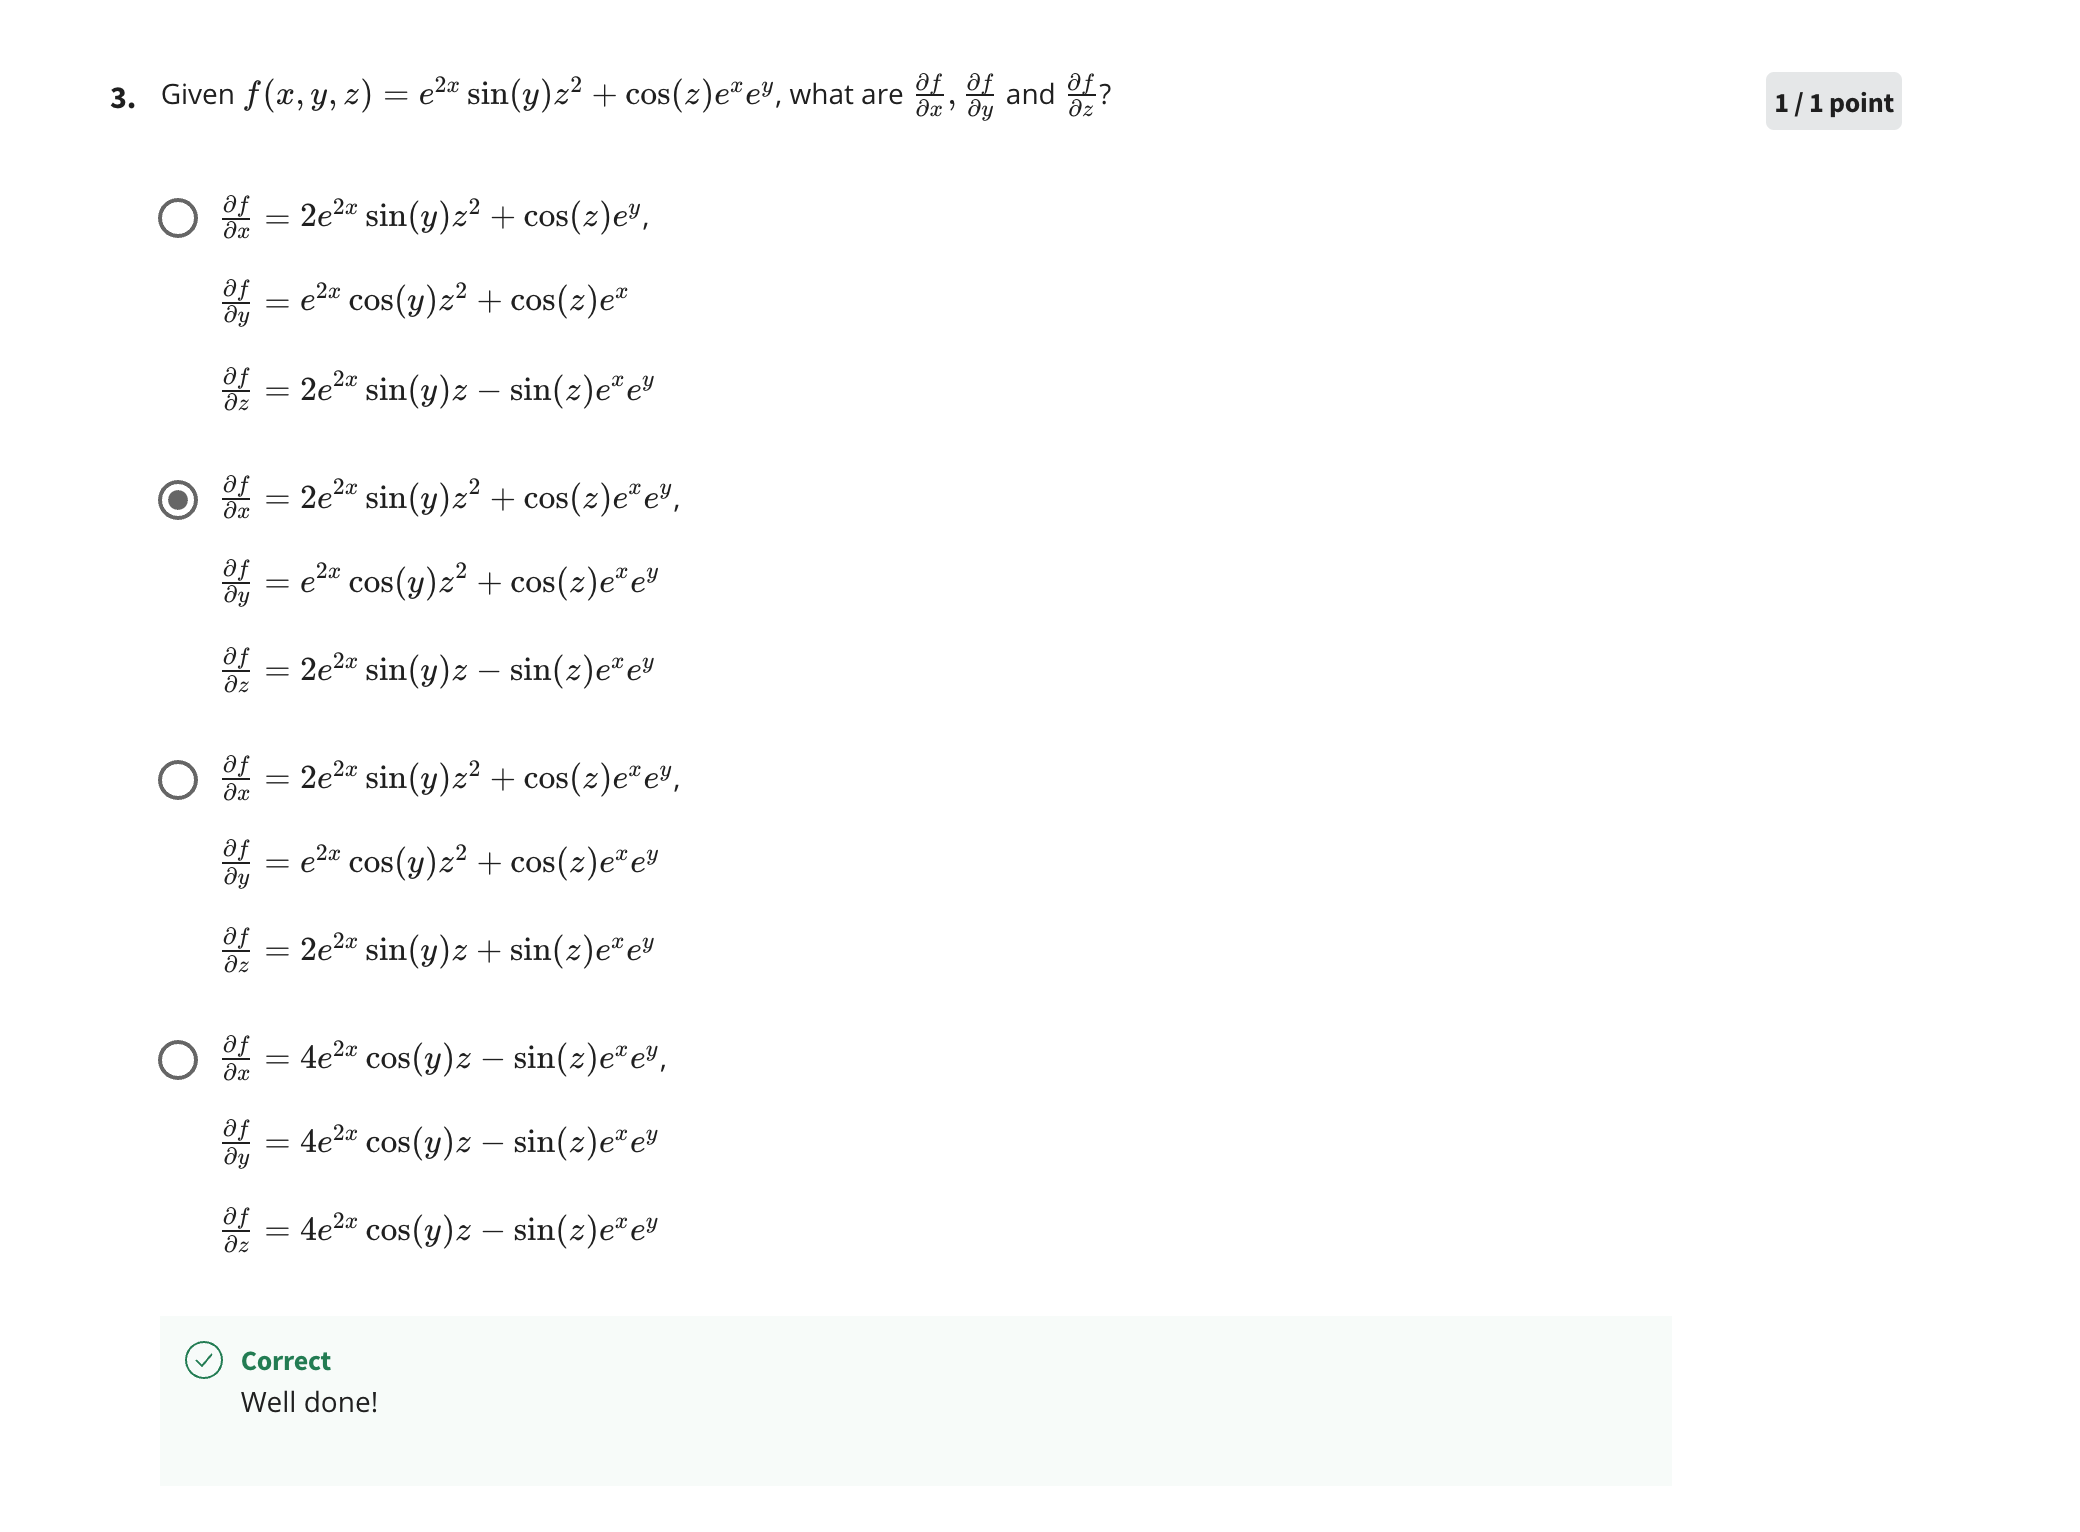 3. Given $f(x, y, z) = e^{2x} \sin(y)z^2 + \cos(z)e^x e^y$, what are $\frac{\partial f}{\partial x}$, $\frac{\partial f}{\partial y}$ and $\frac{\partial f}{\partial z}$?
1 / 1 point
$\frac{\partial f}{\partial x} = 2e^{2x} \sin(y)z^2 + \cos(z)e^y$,
$\frac{\partial f}{\partial y} = e^{2x} \cos(y)z^2 + \cos(z)e^x$
$\frac{\partial f}{\partial z} = 2e^{2x} \sin(y)z - \sin(z)e^x e^y$
$\frac{\partial f}{\partial x} = 2e^{2x} \sin(y)z^2 + \cos(z)e^x e^y$,
$\frac{\partial f}{\partial y} = e^{2x} \cos(y)z^2 + \cos(z)e^x e^y$
$\frac{\partial f}{\partial z} = 2e^{2x} \sin(y)z - \sin(z)e^x e^y$
$\frac{\partial f}{\partial x} = 2e^{2x} \sin(y)z^2 + \cos(z)e^x e^y$,
$\frac{\partial f}{\partial y} = e^{2x} \cos(y)z^2 + \cos(z)e^x e^y$
$\frac{\partial f}{\partial z} = 2e^{2x} \sin(y)z + \sin(z)e^x e^y$
$\frac{\partial f}{\partial x} = 4e^{2x} \cos(y)z - \sin(z)e^x e^y$,
$\frac{\partial f}{\partial y} = 4e^{2x} \cos(y)z - \sin(z)e^x e^y$
$\frac{\partial f}{\partial z} = 4e^{2x} \cos(y)z - \sin(z)e^x e^y$
Correct
Well done!